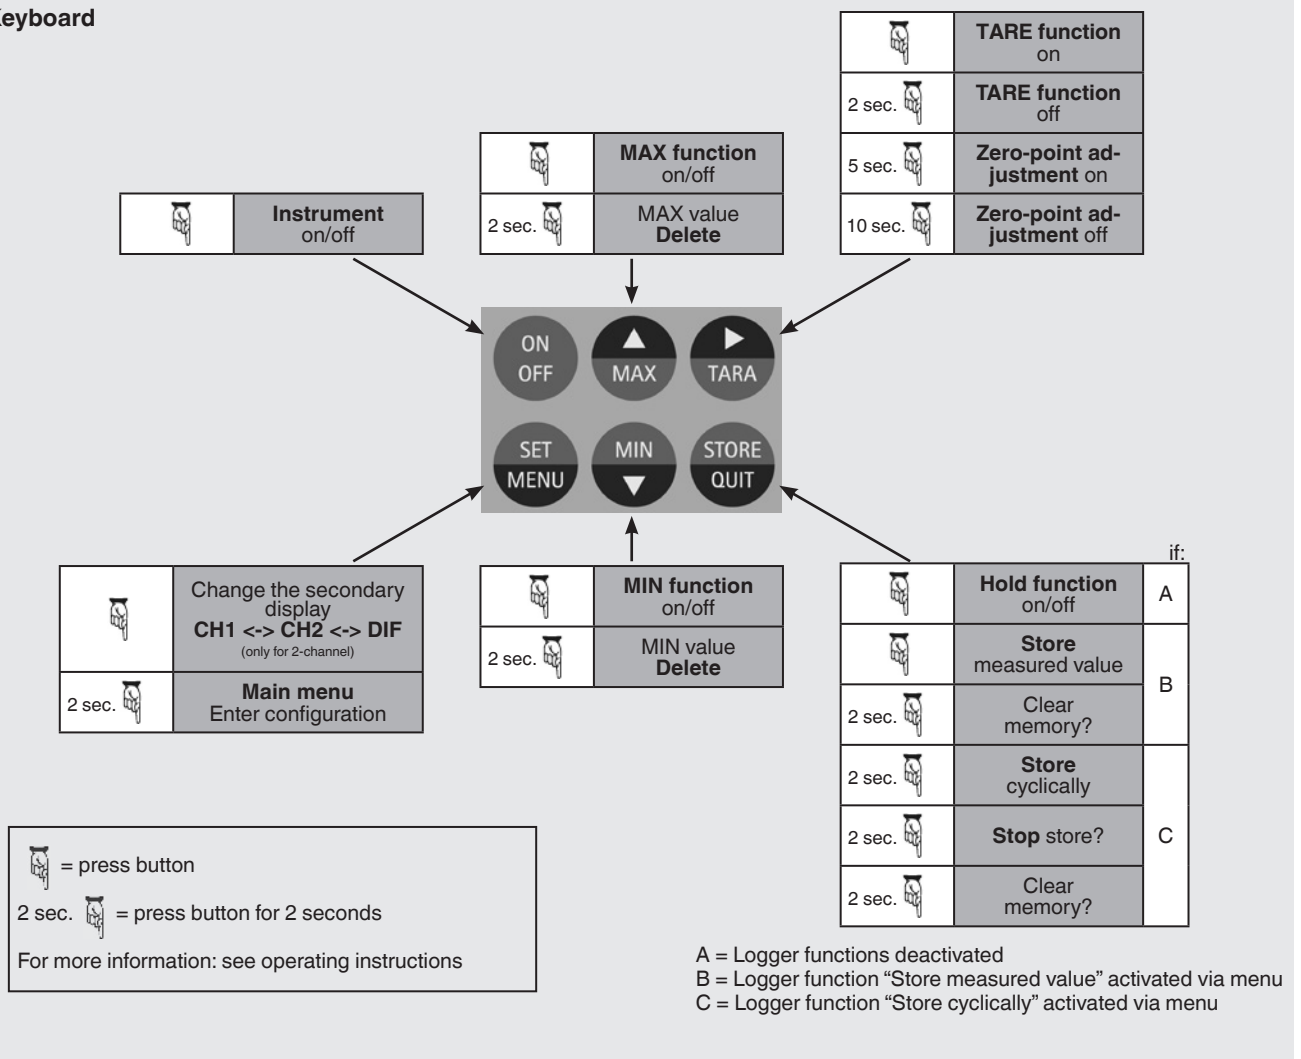 eyboard
TARE function
on
2 sec.
TARE function
off
5 sec.
Zero-point ad-
justment on
10 sec.
Zero-point ad-
justment off
MAX function
on/off
2 sec.
MAX value
Delete
Instrument
on/off
ON
OFF
MAX
TARA
SET
MENU
MIN
STORE
QUIT
Change the secondary
display
CH1 <-> CH2 <-> DIF
(only for 2-channel)
2 sec.
Main menu
Enter configuration
MIN function
on/off
2 sec.
MIN value
Delete
if:
Hold function
on/off
A
Store
measured value
B
2 sec.
Clear
memory?
2 sec.
Store
cyclically
2 sec.
Stop store?
C
2 sec.
Clear
memory?
= press button
2 sec. = press button for 2 seconds
For more information: see operating instructions
A = Logger functions deactivated
B = Logger function “Store measured value” activated via menu
C = Logger function “Store cyclically” activated via menu